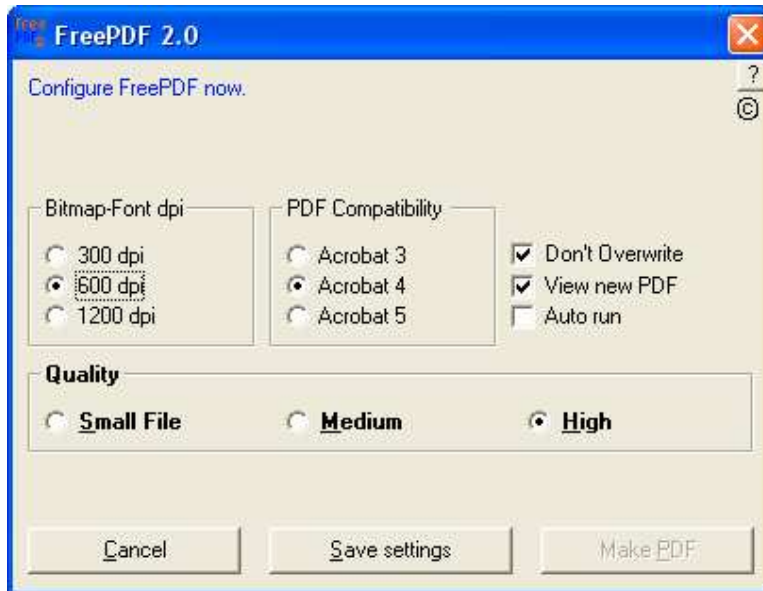 FreePDF 2.0
?
Configure FreePDF now.
©
Bitmap-Font dpi
300 dpi
600 dpi
1200 dpi
PDF Compatibility
Acrobat 3
Acrobat 4
Acrobat 5
Don't Overwrite
View new PDF
Auto run
Quality
Small File
Medium
High
Cancel
Save settings
Make PDF